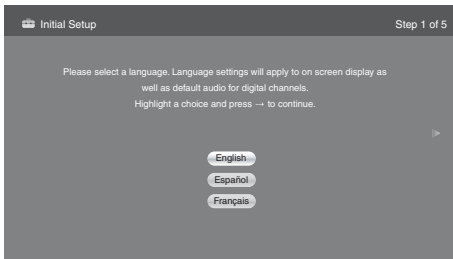 Initial Setup
Step 1 of 5
Please select a language. Language settings will apply to on screen display as
well as default audio for digital channels.
Highlight a choice and press → to continue.
English
Español
Français